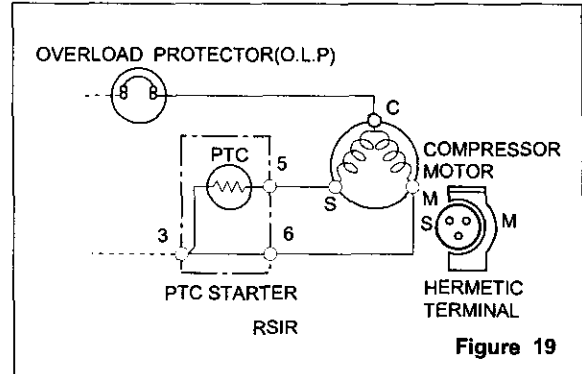 OVERLOAD PROTECTOR(O.L.P)
C
PTC
5
COMPRESSOR
MOTOR
S
M
S
M
3
6
PTC STARTER
HERMETIC
TERMINAL
RSIR
Figure 19